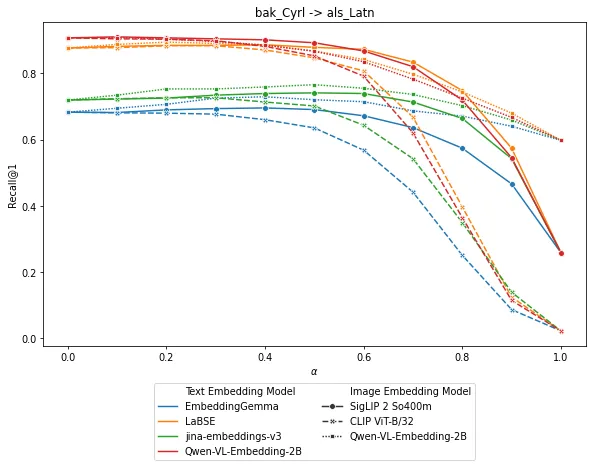 bak_Cyrl -> als_Latn
Recall@1
0.8
0.6
0.4
0.2
0.0
0.0
0.2
0.4
0.6
0.8
1.0
α
Text Embedding Model
EmbeddingGemma
LaBSE
jina-embeddings-v3
Qwen-VL-Embedding-2B
Image Embedding Model
SigLIP 2 So400m
CLIP ViT-B/32
Qwen-VL-Embedding-2B